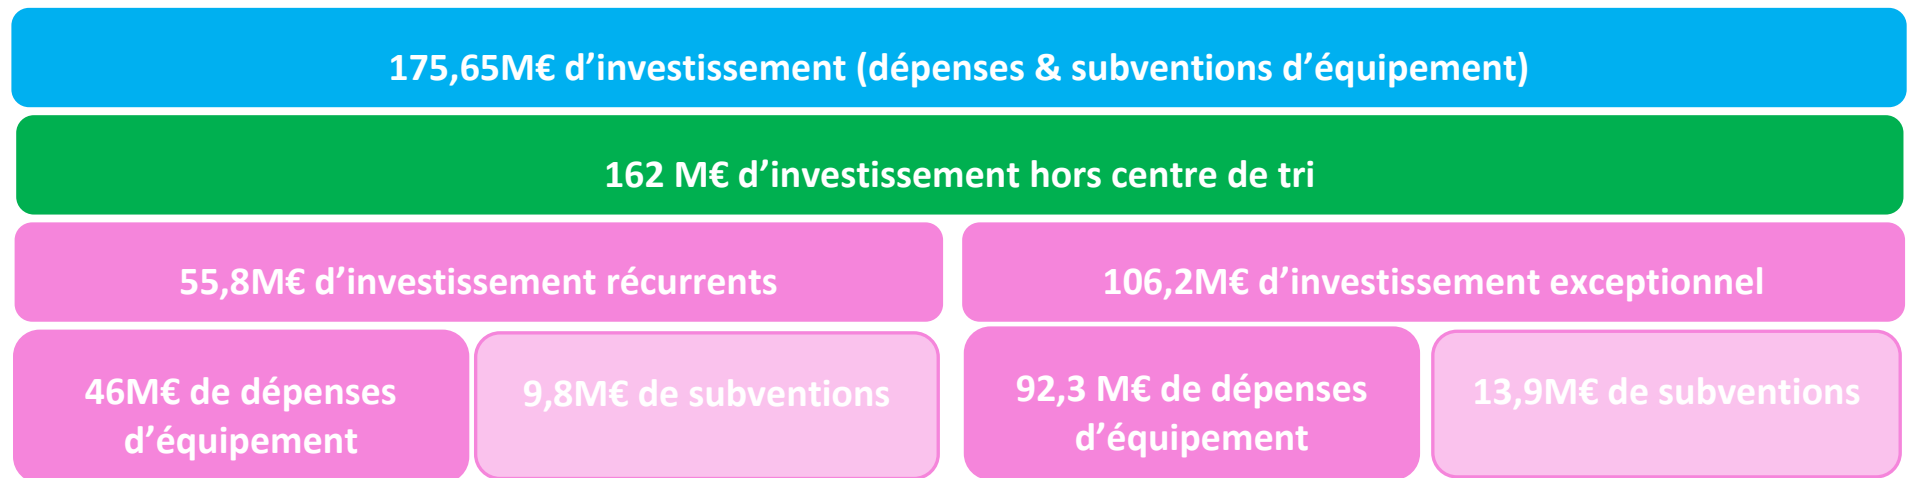 175,65M€ d’investissement (dépenses & subventions d’équipement)
162 M€ d’investissement hors centre de tri
55,8M€ d’investissement récurrents
106,2M€ d’investissement exceptionnel
46M€ de dépenses
d’équipement
9,8M€ de subventions
92,3 M€ de dépenses
d’équipement
13,9M€ de subventions